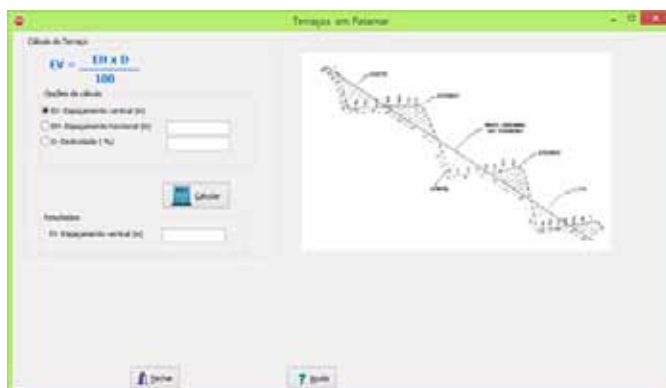 Terraços em Patamar
Cálculo do Terraço
EV = EH x D
100
Opções de cálculo
EV- Espaçamento vertical (m)
EH- Espaçamento horizontal (m)
D- Declividade ( %)
Calcular
Resultados
EV- Espaçamento vertical (m)
Fechar
? Ajuda